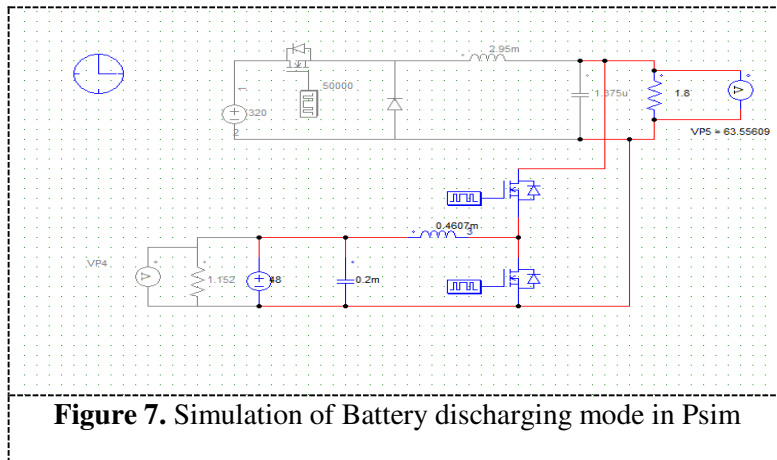 2.95m
50000
1
320
2
1.375u
1.8
VP5 = 63.55609
0.4607m
3
VP4
1.152
48
0.2m
Figure 7. Simulation of Battery discharging mode in Psim